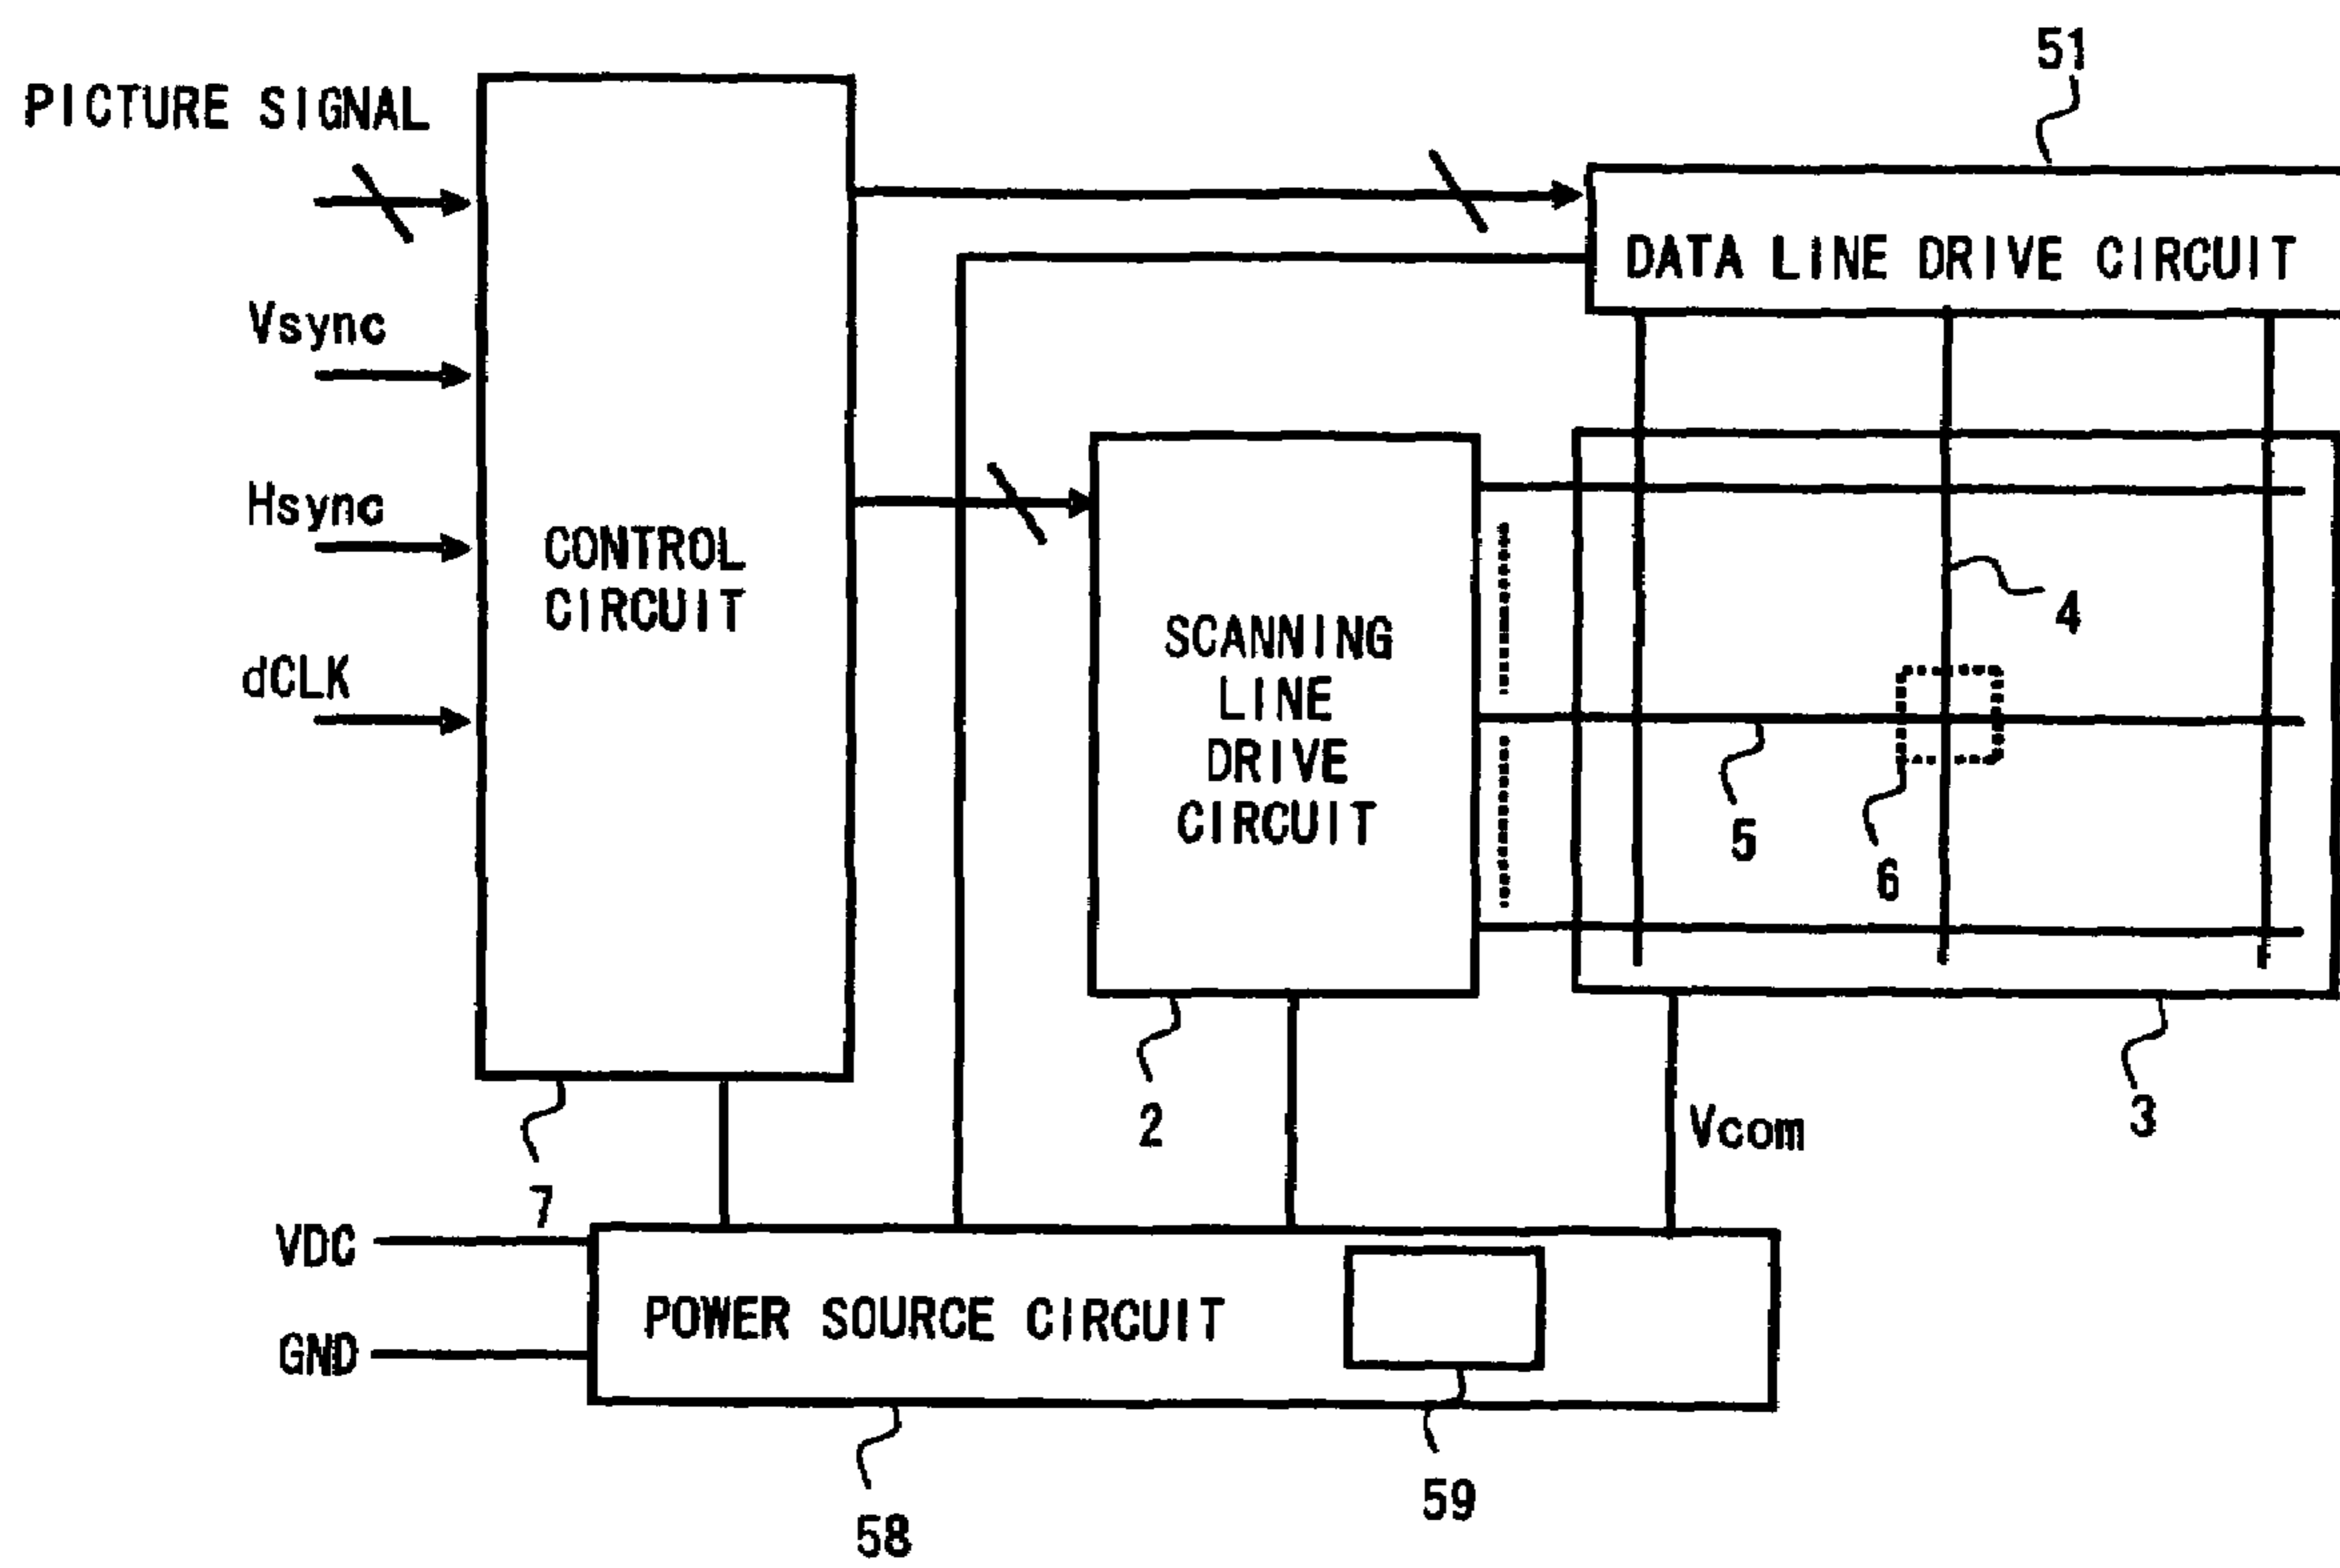 51
PICTURE SIGNAL
DATA LINE DRIVE CIRCUIT
Vsync
Hsync
CONTROL
CIRCUIT
4
SCANNING
LINE
DRIVE
CIRCUIT
dCLK
5
6
2
Vcom
3
7
VDC
POWER SOURCE CIRCUIT
GND
59
58